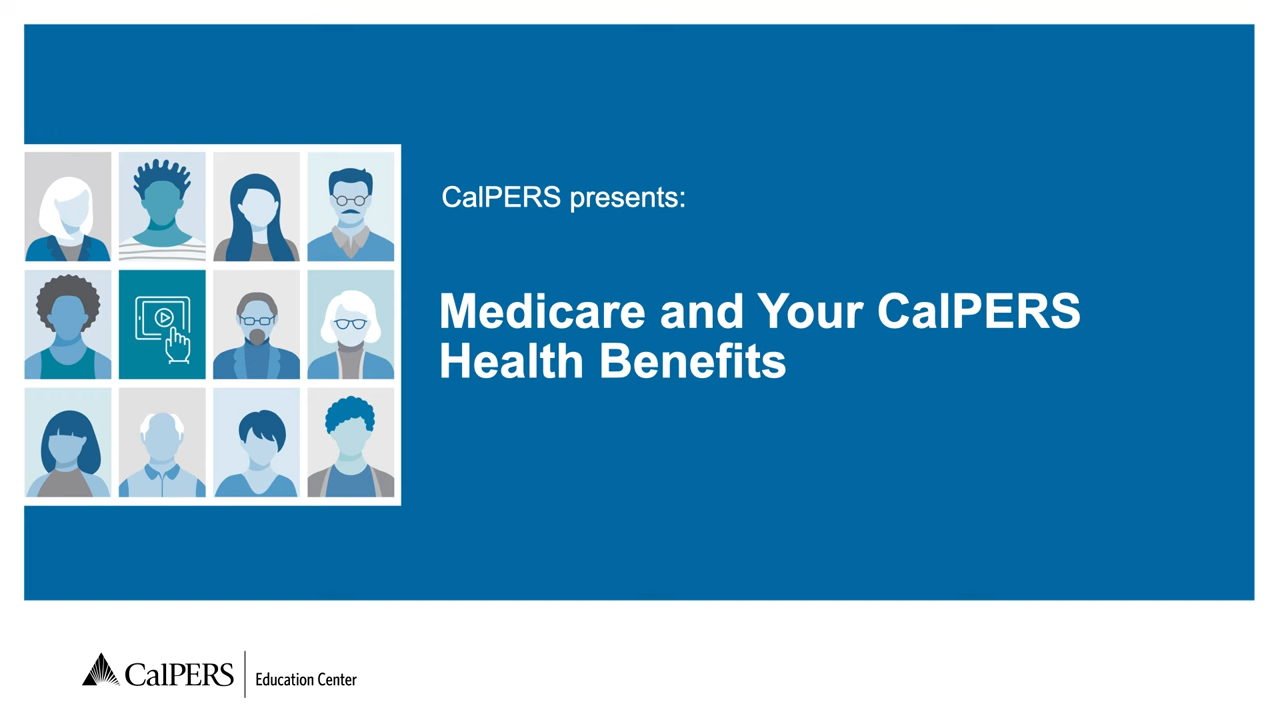 CalPERS presents:
Medicare and Your CalPERS
Health Benefits
CalPERS
Education Center